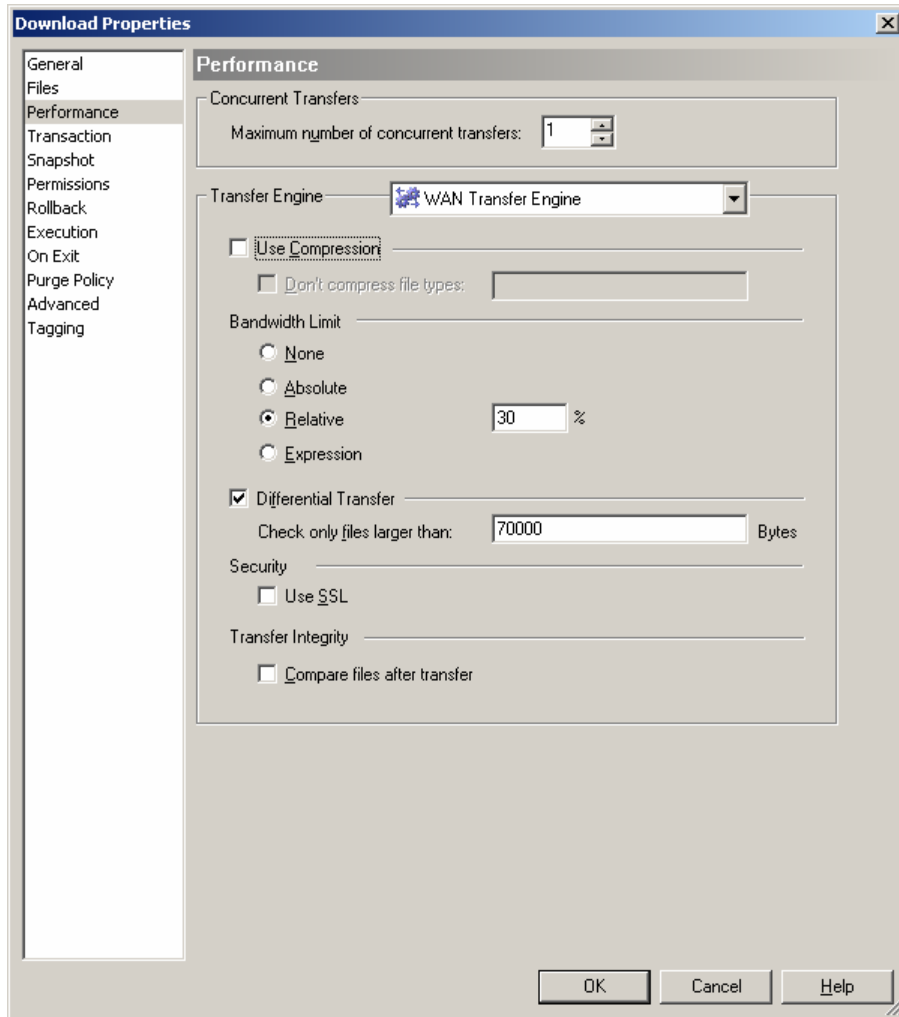 Download Properties
General
Files
Performance
Transaction
Snapshot
Permissions
Rollback
Execution
On Exit
Purge Policy
Advanced
Tagging
Performance
Concurrent Transfers
Maximum number of concurrent transfers: 1
Transfer Engine WAN Transfer Engine
Use Compression
Don't compress file types:
Bandwidth Limit
None
Absolute
Relative 30 %
Expression
Differential Transfer
Check only files larger than: 70000 Bytes
Security
Use SSL
Transfer Integrity
Compare files after transfer
OK Cancel Help